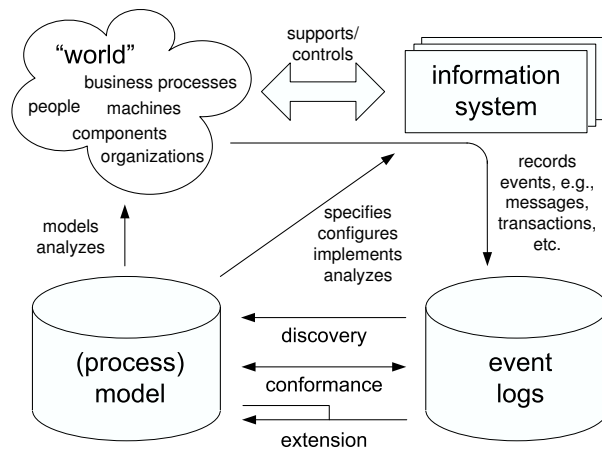 “world”
business processes
people machines
components
organizations
supports/
controls
information
system
records
events, e.g.,
messages,
transactions,
etc.
models
analyzes
specifies
configures
implements
analyzes
(process)
model
discovery
conformance
extension
event
logs